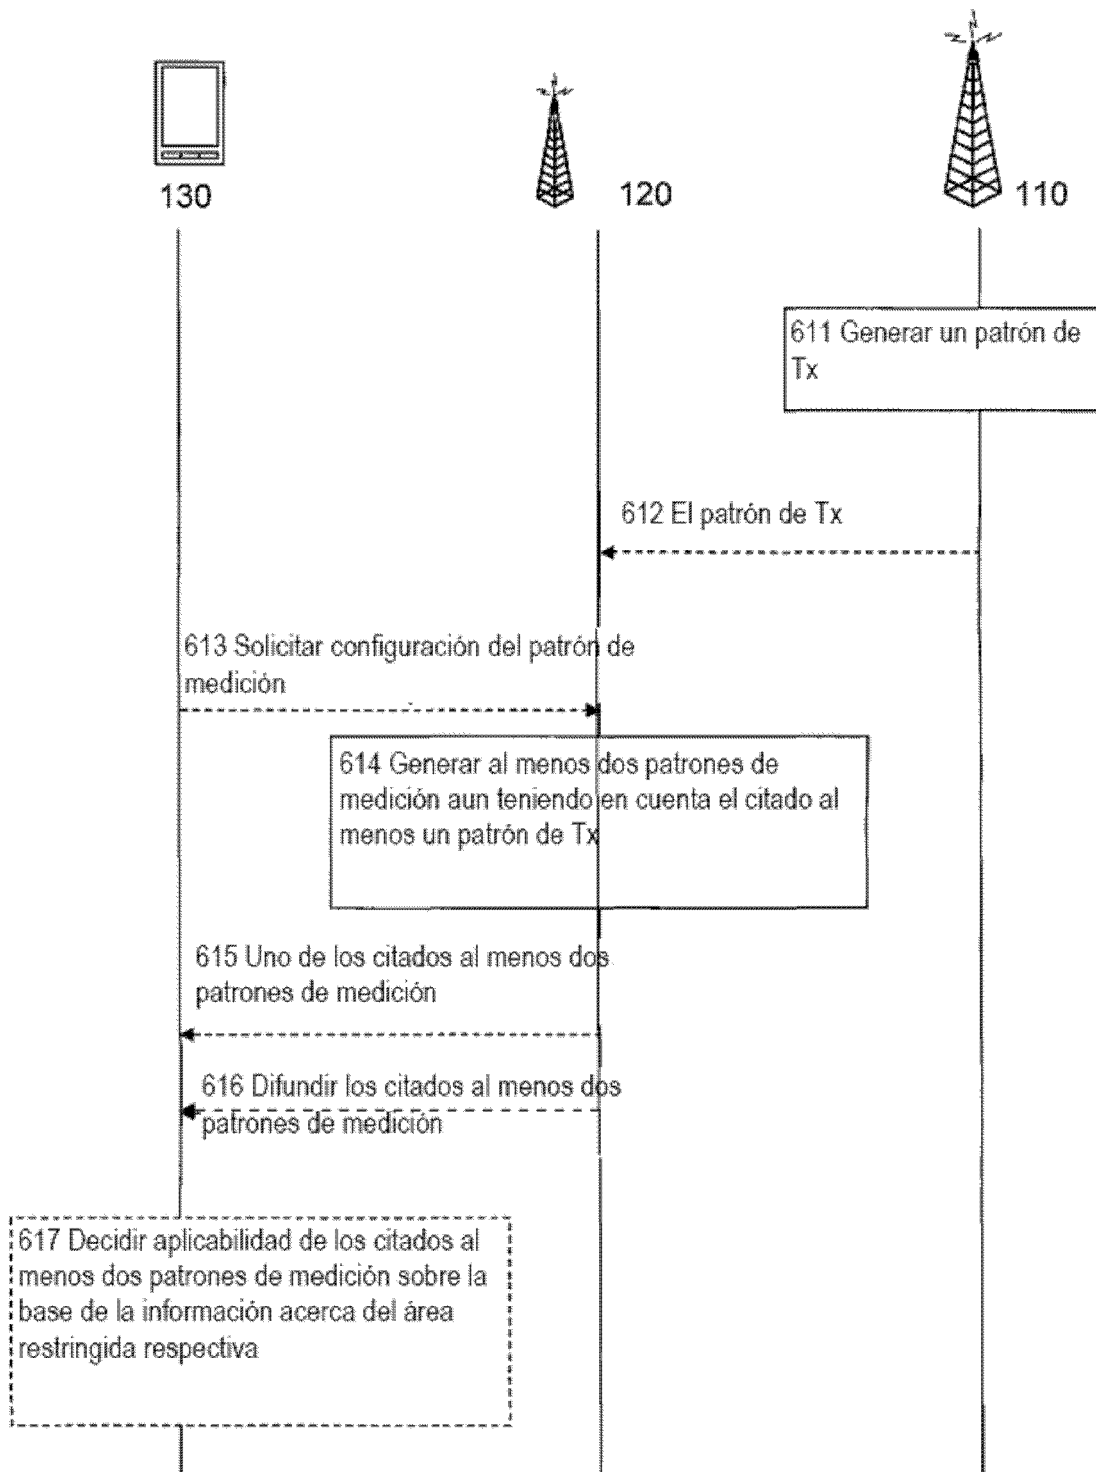 130
120
110
611 Generar un patrón de
Tx
612 El patrón de Tx
613 Solicitar configuración del patrón de
medición
614 Generar al menos dos patrones de
medición aun teniendo en cuenta el citado al
menos un patrón de Tx
615 Uno de los citados al menos dos
patrones de medición
616 Difundir los citados al menos dos
patrones de medición
617 Decidir aplicabilidad de los citados al
menos dos patrones de medición sobre la
base de la información acerca del área
restringida respectiva